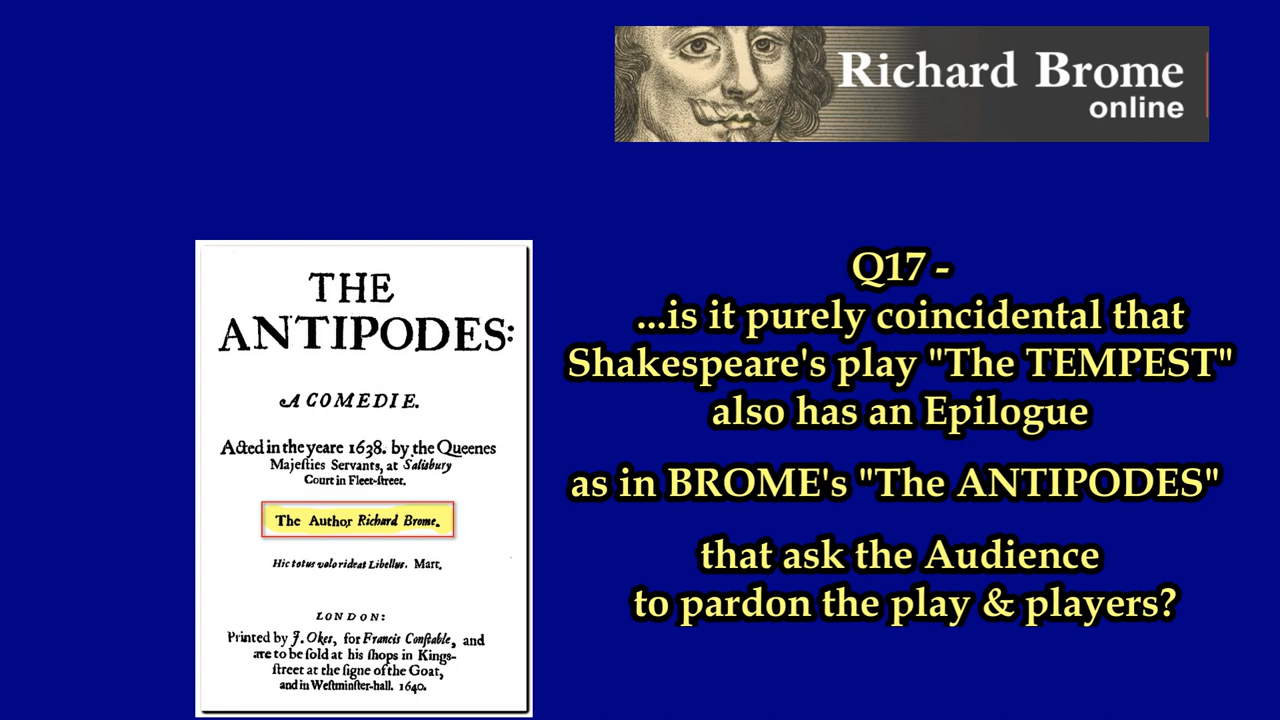 Richard Brome
online
THE
ANTIPODES:
A COMEDIE.
Acted in the yeare 1638. by the Queenes
Majeſties Servants, at Salisbury
Court in Fleet-ſtreet.
The Author Richard Brome.
Hic totus volo rideat Libellus. Mart.
LONDON:
Printed by J. Okes, for Francis Conſtable, and
are to be ſold at his ſhops in Kings-
ſtreet at the ſigne of the Goat,
and in Weſtminſter-hall. 1640.
Q17 -
...is it purely coincidental that
Shakespeare's play "The TEMPEST"
also has an Epilogue
as in BROME's "The ANTIPODES"
that ask the Audience
to pardon the play & players?